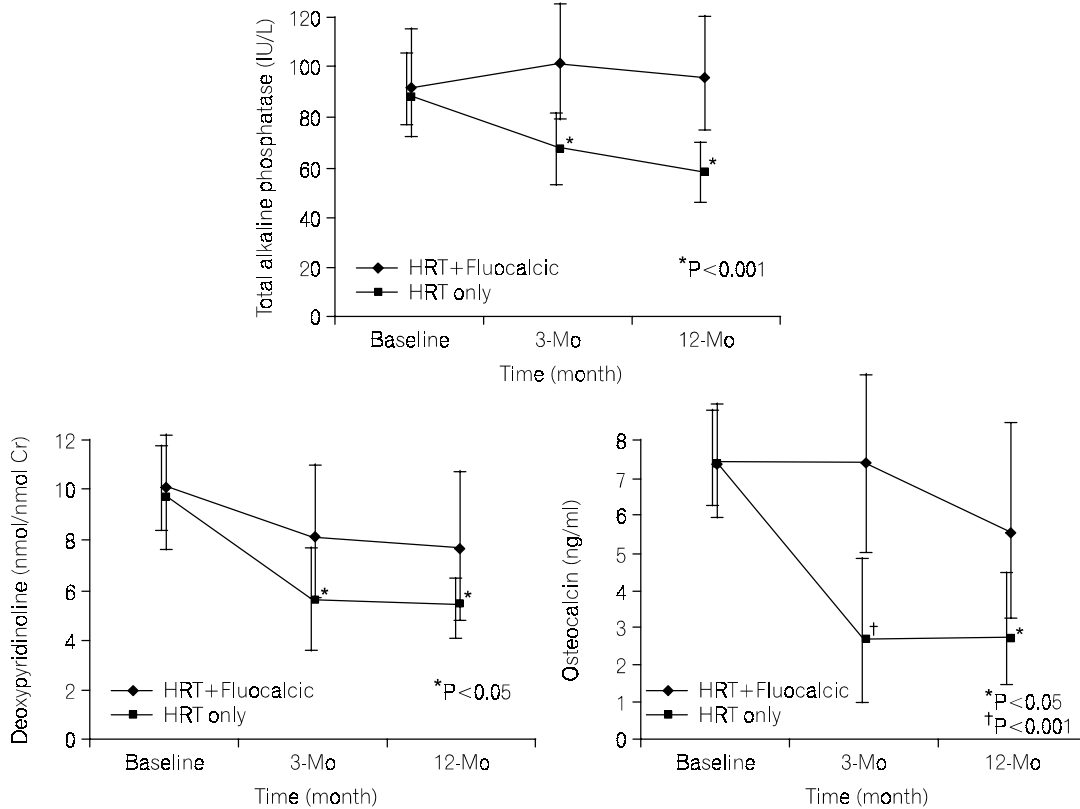 Total alkaline phosphatase (IU/L)
120
100
80
60
40
20
0
*
*
HRT+Fluocalcic
HRT only
*P<0.001
Baseline
3-Mo
12-Mo
Time (month)
Deoxypyridinoline (nmol/nmol Cr)
12
10
8
6
4
2
0
*
*
HRT+Fluocalcic
HRT only
*P<0.05
Baseline
3-Mo
12-Mo
Time (month)
Osteocalcin (ng/ml)
8
7
6
5
4
3
2
1
0
†
*
HRT+Fluocalcic
HRT only
*P<0.05
†P<0.001
Baseline
3-Mo
12-Mo
Time (month)